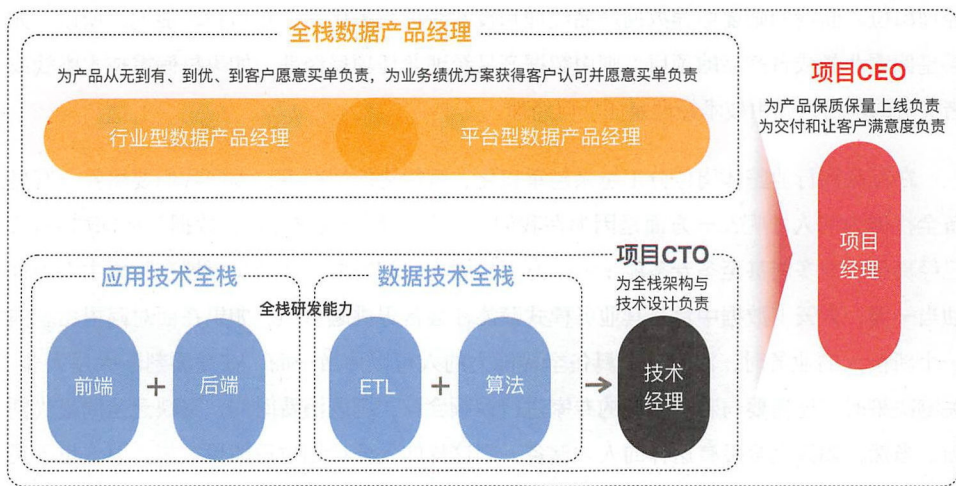 全栈数据产品经理
为产品从无到有、到优、到客户愿意买单负责，为业务绩优方案获得客户认可并愿意买单负责
行业型数据产品经理
平台型数据产品经理
项目CEO
为产品保质保量上线负责
为交付和让客户满意度负责
项目
经理
应用技术全栈
数据技术全栈
全栈研发能力
前端 + 后端
ETL + 算法 →
项目CTO
为全栈架构与
技术设计负责
技术
经理